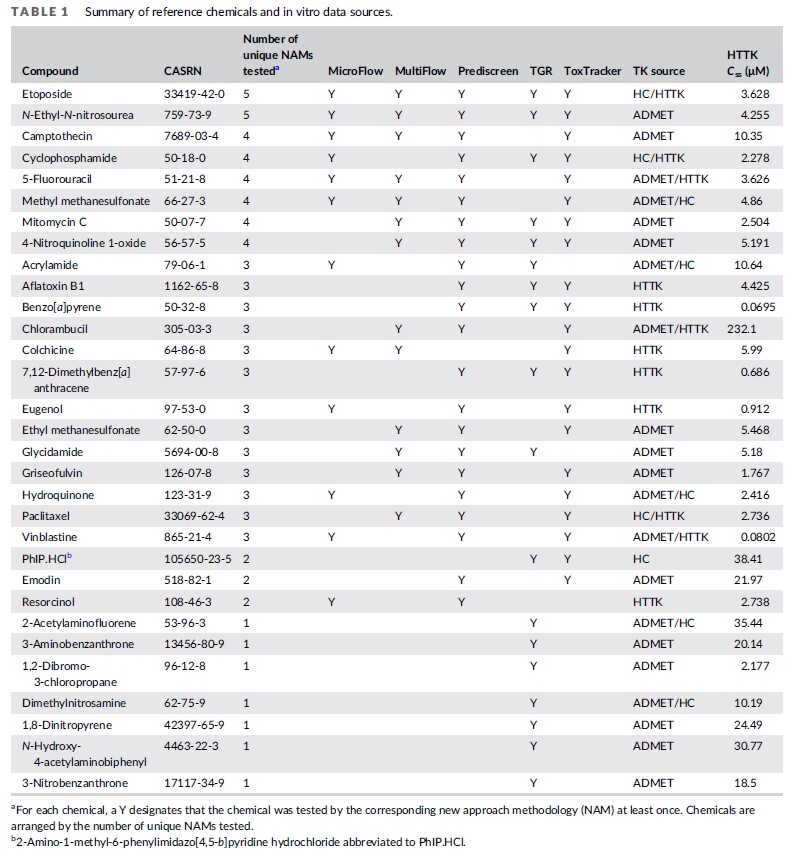 TABLE 1 Summary of reference chemicals and in vitro data sources.
Number of
unique NAMs HTTK
Compound CASRN testedᵃ MicroFlow MultiFlow Prediscreen TGR ToxTracker TK source Css (μM)
Etoposide 33419-42-0 5 Y Y Y Y Y HC/HTTK 3.628
N-Ethyl-N-nitrosourea 759-73-9 5 Y Y Y Y Y ADMET 4.255
Camptothecin 7689-03-4 4 Y Y Y Y ADMET 10.35
Cyclophosphamide 50-18-0 4 Y Y Y Y HC/HTTK 2.278
5-Fluorouracil 51-21-8 4 Y Y Y Y ADMET/HTTK 3.626
Methyl methanesulfonate 66-27-3 4 Y Y Y Y ADMET/HC 4.86
Mitomycin C 50-07-7 4 Y Y Y Y ADMET 2.504
4-Nitroquinoline 1-oxide 56-57-5 4 Y Y Y Y ADMET 5.191
Acrylamide 79-06-1 3 Y Y Y ADMET/HC 10.64
Aflatoxin B1 1162-65-8 3 Y Y Y HTTK 4.425
Benzo[a]pyrene 50-32-8 3 Y Y Y HTTK 0.0695
Chlorambucil 305-03-3 3 Y Y Y ADMET/HTTK 232.1
Colchicine 64-86-8 3 Y Y Y HTTK 5.99
7,12-Dimethylbenz[a] 57-97-6 3 Y Y Y HTTK 0.686
anthracene
Eugenol 97-53-0 3 Y Y Y HTTK 0.912
Ethyl methanesulfonate 62-50-0 3 Y Y Y ADMET 5.468
Glycidamide 5694-00-8 3 Y Y Y ADMET 5.18
Griseofulvin 126-07-8 3 Y Y Y ADMET 1.767
Hydroquinone 123-31-9 3 Y Y Y ADMET/HC 2.416
Paclitaxel 33069-62-4 3 Y Y Y HC/HTTK 2.736
Vinblastine 865-21-4 3 Y Y Y ADMET/HTTK 0.0802
PhIP.HClᵇ 105650-23-5 2 Y Y HC 38.41
Emodin 518-82-1 2 Y Y ADMET 21.97
Resorcinol 108-46-3 2 Y Y HTTK 2.738
2-Acetylaminofluorene 53-96-3 1 Y ADMET/HC 35.44
3-Aminobenzanthrone 13456-80-9 1 Y ADMET 20.14
1,2-Dibromo- 96-12-8 1 Y ADMET 2.177
3-chloropropane
Dimethylnitrosamine 62-75-9 1 Y ADMET/HC 10.19
1,8-Dinitropyrene 42397-65-9 1 Y ADMET 24.49
N-Hydroxy- 4463-22-3 1 Y ADMET 30.77
4-acetylaminobiphenyl
3-Nitrobenzanthrone 17117-34-9 1 Y ADMET 18.5
ᵃFor each chemical, a Y designates that the chemical was tested by the corresponding new approach methodology (NAM) at least once. Chemicals are
arranged by the number of unique NAMs tested.
ᵇ2-Amino-1-methyl-6-phenylimidazo[4,5-b]pyridine hydrochloride abbreviated to PhIP.HCl.